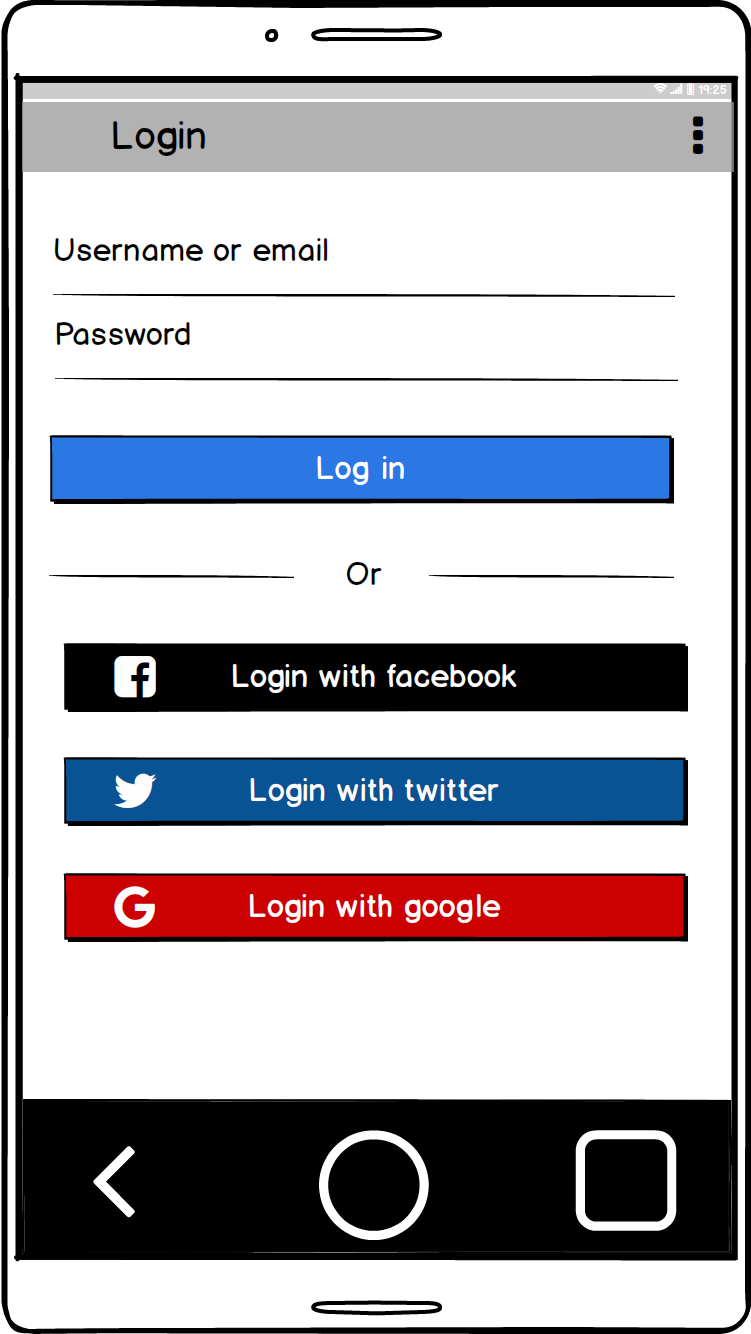 19:25
Login
Username or email
Password
Log in
Or
Login with facebook
Login with twitter
Login with google